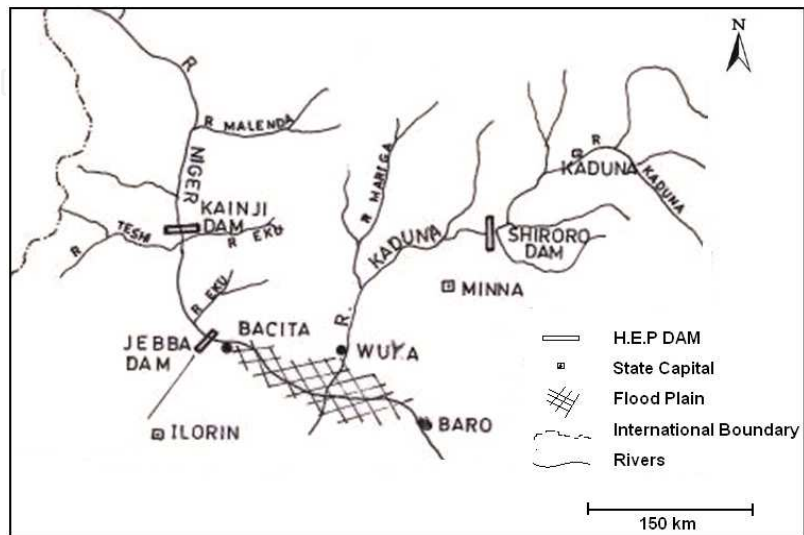 N
R
R MALENDA
NIGER
R MARIGA
R
KADUNA
KADUNA
KAINJI
DAM
TESHI
R
R EKU
KADUNA
SHIRORO
DAM
MINNA
R EKU
R.
BACITA
JEBBA
DAM
WUYA
ILORIN
BARO
H.E.P DAM
State Capital
Flood Plain
International Boundary
Rivers
150 km